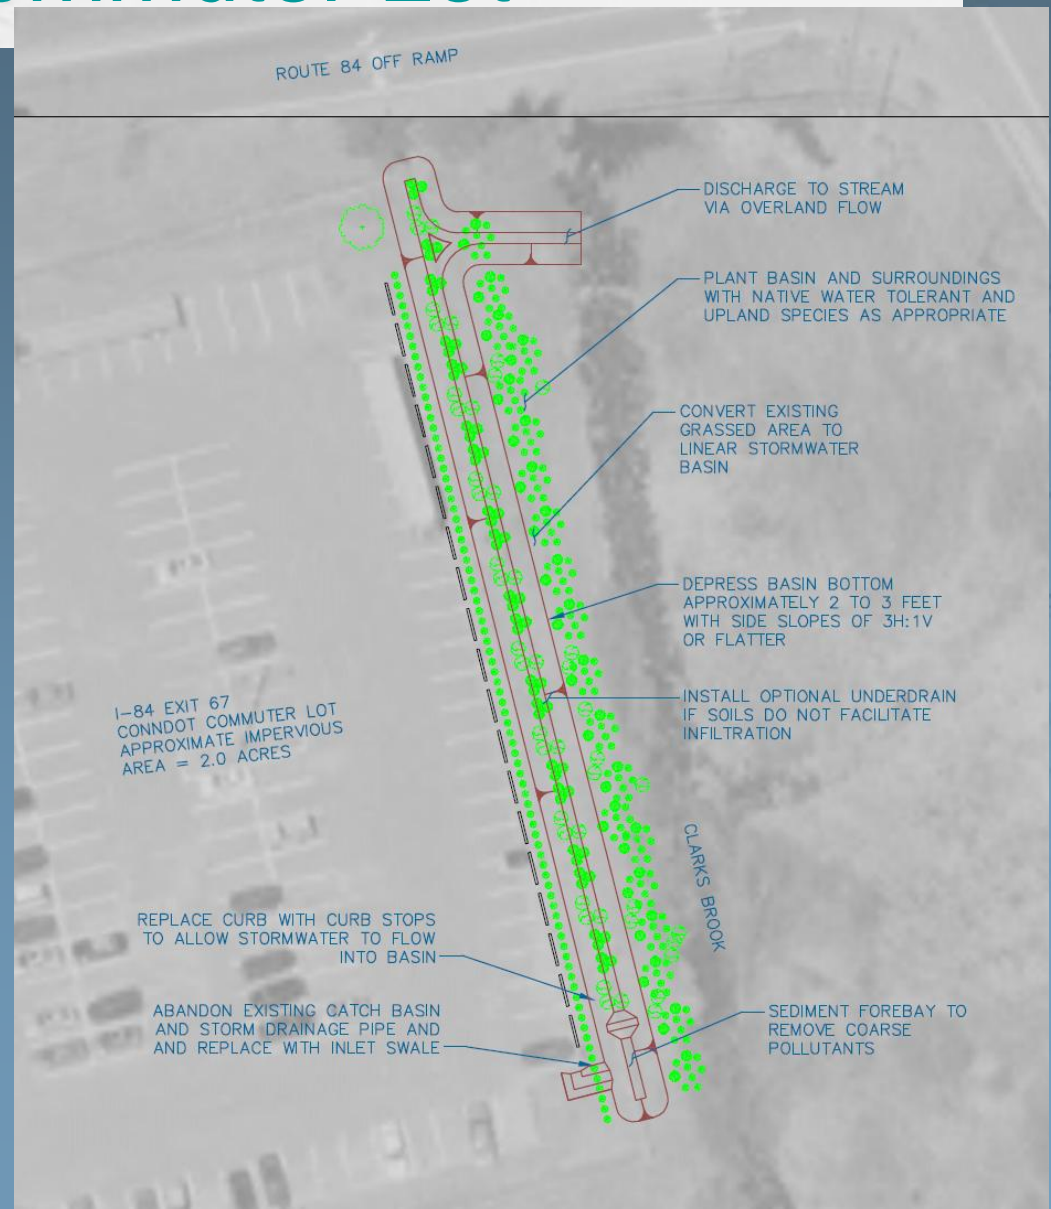 ROUTE 84 OFF RAMP
DISCHARGE TO STREAM
VIA OVERLAND FLOW
PLANT BASIN AND SURROUNDINGS
WITH NATIVE WATER TOLERANT AND
UPLAND SPECIES AS APPROPRIATE
CONVERT EXISTING
GRASSED AREA TO
LINEAR STORMWATER
BASIN
DEPRESS BASIN BOTTOM
APPROXIMATELY 2 TO 3 FEET
WITH SIDE SLOPES OF 3H:1V
OR FLATTER
INSTALL OPTIONAL UNDERDRAIN
IF SOILS DO NOT FACILITATE
INFILTRATION
I-84 EXIT 67
CONNDOT COMMUTER LOT
APPROXIMATE IMPERVIOUS
AREA = 2.0 ACRES
CLARKS BROOK
REPLACE CURB WITH CURB STOPS
TO ALLOW STORMWATER TO FLOW
INTO BASIN
ABANDON EXISTING CATCH BASIN
AND STORM DRAINAGE PIPE AND
AND REPLACE WITH INLET SWALE
SEDIMENT FOREBAY TO
REMOVE COARSE
POLLUTANTS